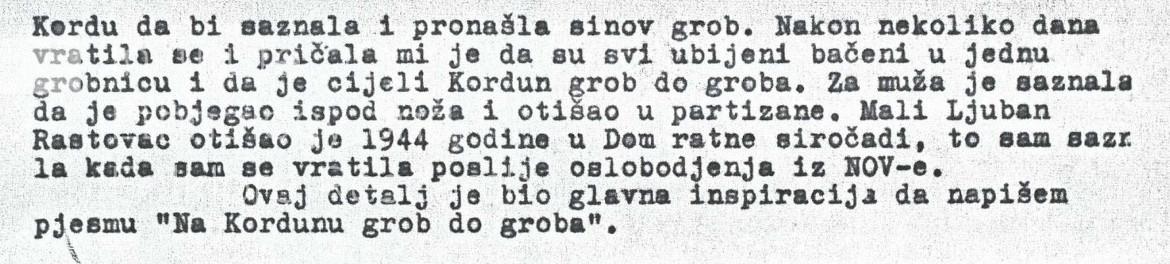 Kordu da bi saznala i pronašla sinov grob. Nakon nekoliko dana
vratila se i pričala mi je da su svi ubijeni bačeni u jednu
grobnicu i da je cijeli Kordun grob do groba. Za muža je saznala
da je pobjegao ispod noža i otišao u partizane. Mali Ljuban
Rastovac otišao je 1944 godine u Dom ratne siročadi, to sam sazn
la kada sam se vratila poslije oslobodjenja iz NOV-e.
Ovaj detalj je bio glavna inspiracija da napišem
pjesmu "Na Kordunu grob do groba".